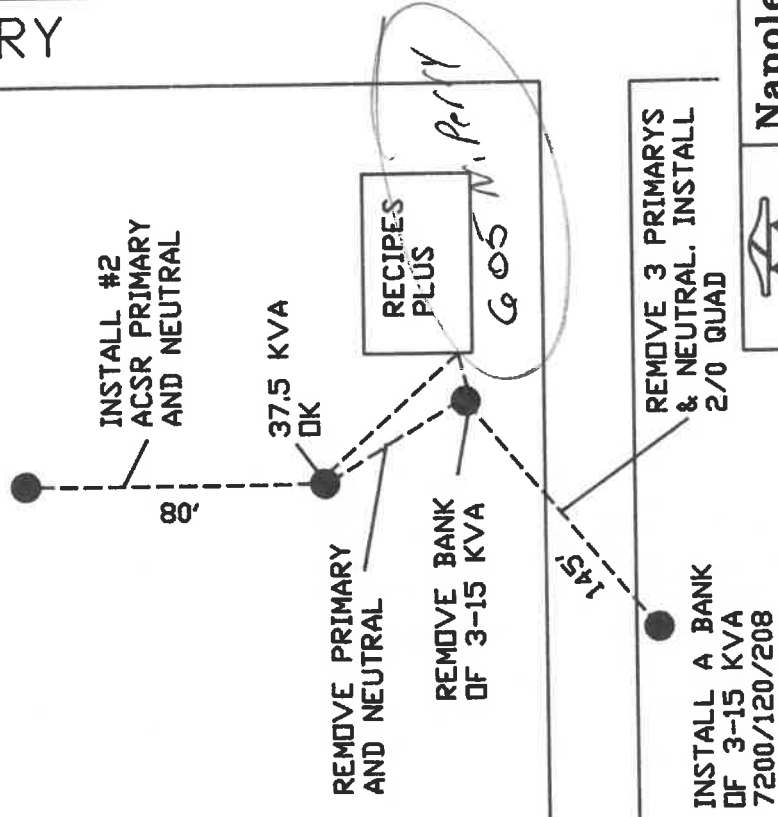 RY
INSTALL #2
ACSR PRIMARY
AND NEUTRAL
80'
37.5 KVA
OK
RECIPES
PLUS
605 N. Perry
REMOVE PRIMARY
AND NEUTRAL
REMOVE BANK
OF 3-15 KVA
145'
REMOVE 3 PRIMARYS
& NEUTRAL. INSTALL
2/0 QUAD
INSTALL A BANK
OF 3-15 KVA
7200/120/208
Napole